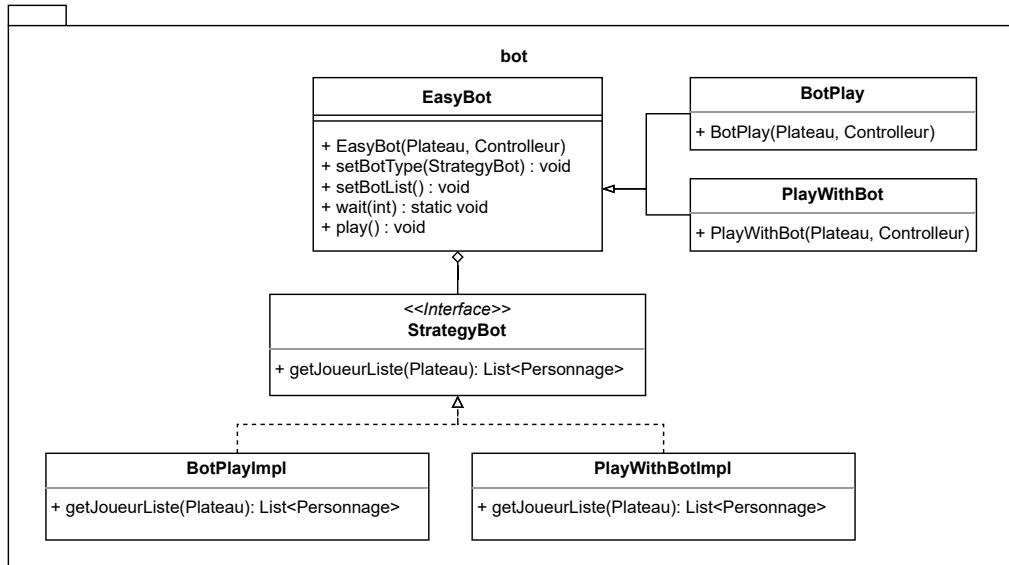 bot
EasyBot
+ EasyBot(Plateau, Controlleur)
+ setBotType(StrategyBot) : void
+ setBotList() : void
+ wait(int) : static void
+ play() : void
BotPlay
+ BotPlay(Plateau, Controlleur)
PlayWithBot
+ PlayWithBot(Plateau, Controlleur)
<<Interface>>
StrategyBot
+ getJoueurListe(Plateau): List<Personnage>
BotPlayImpl
+ getJoueurListe(Plateau): List<Personnage>
PlayWithBotImpl
+ getJoueurListe(Plateau): List<Personnage>